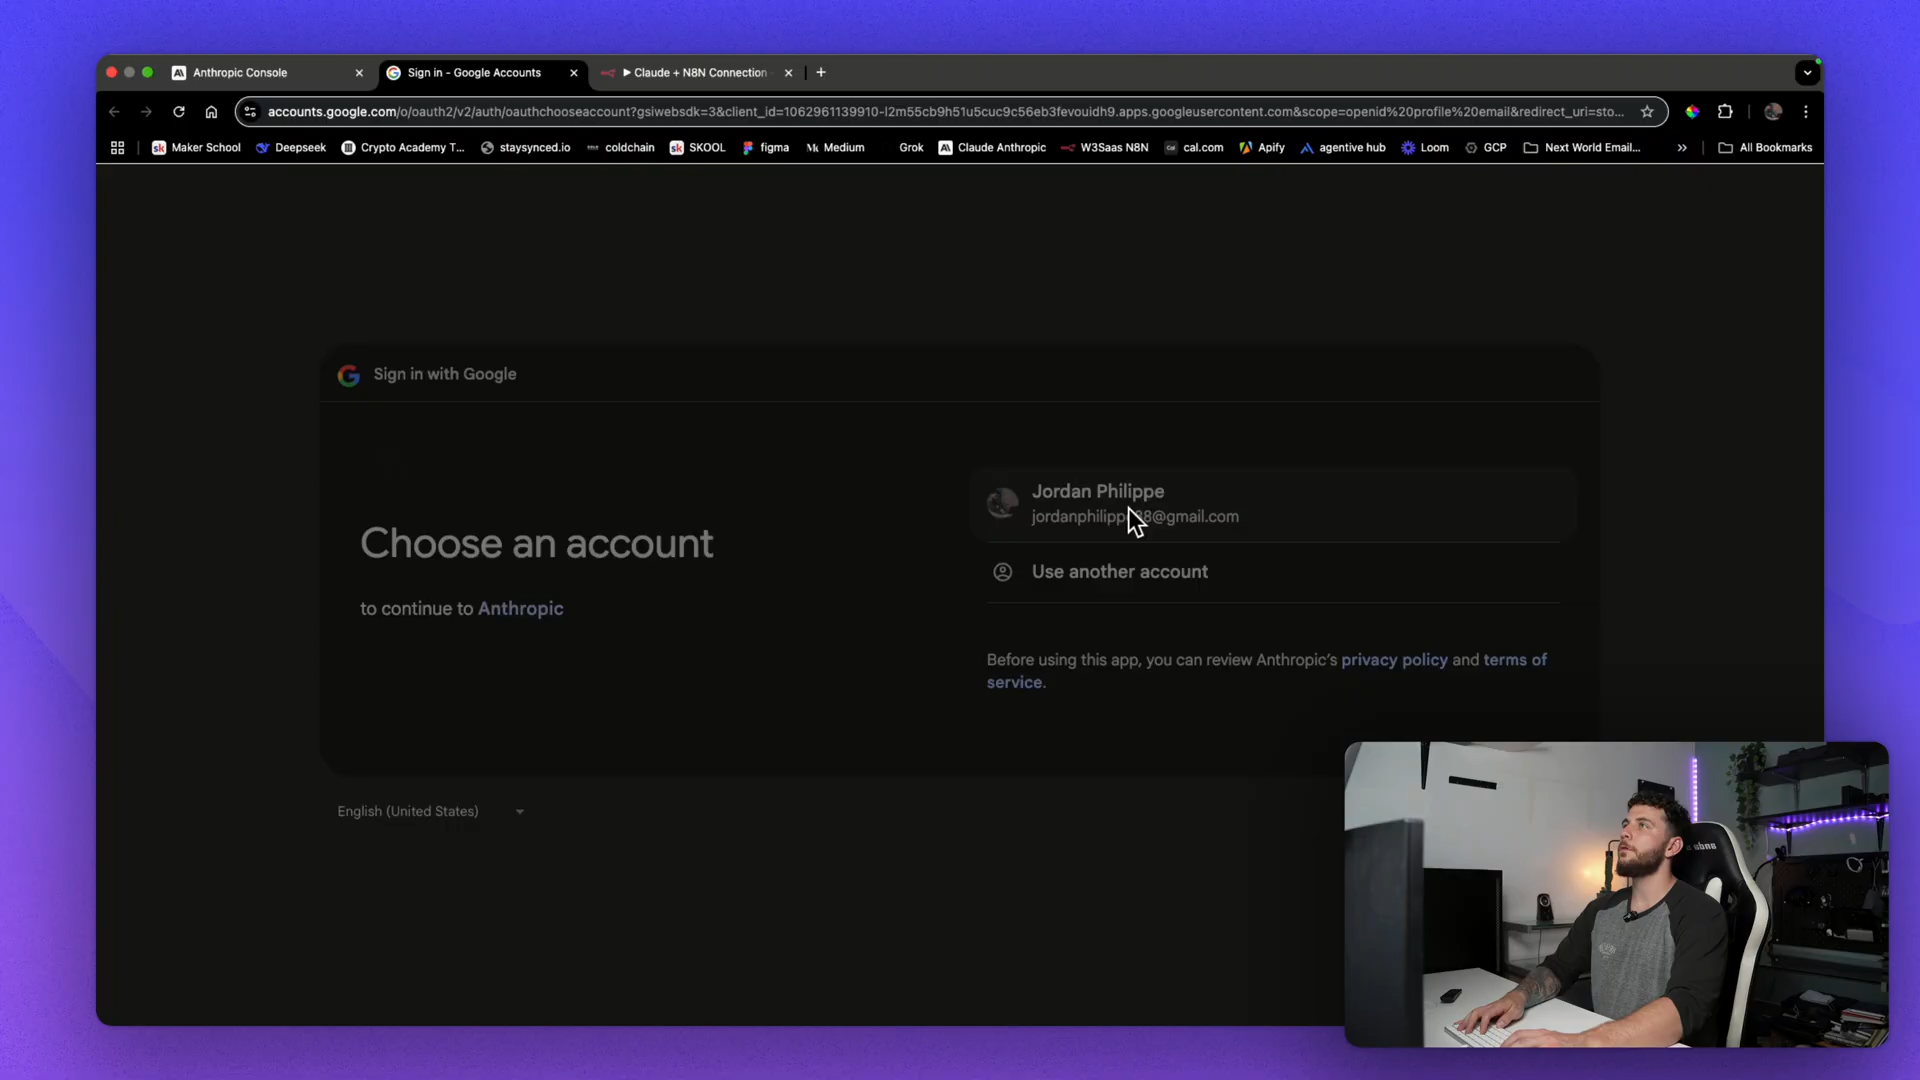 Anthropic Console
Sign in - Google Accounts
Claude + N8N Connection
accounts.google.com/o/oauth2/v2/auth/oauthchooseaccount?gsiwebsdk=3&client_id=1062961139910-l2m55cb9h51u5cuc9c56eb3fevouidh9.apps.googleusercontent.com&scope=openid%20profile%20email&redirect_uri=sto...
Maker School
Deepseek
Crypto Academy T...
staysynced.io
coldchain
SKOOL
figma
Medium
Grok
Claude Anthropic
W3Saas N8N
cal.com
Apify
agentive hub
Loom
GCP
Next World Email...
All Bookmarks
Sign in with Google
Choose an account
to continue to Anthropic
Jordan Philippe
@gmail.com
Use another account
Before using this app, you can review Anthropic's privacy policy and terms of
service.
English (United States)